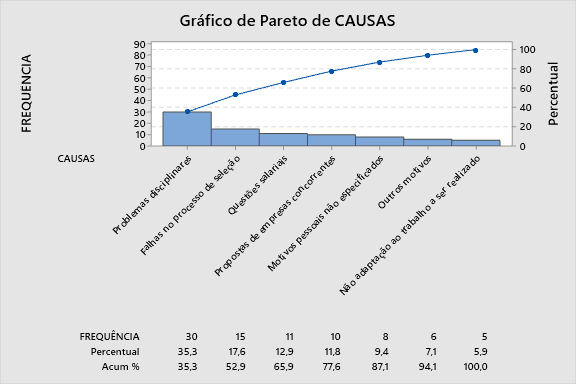 Gráfico de Pareto de CAUSAS
FREQUENCIA
90
80
70
60
50
40
30
20
10
0
100
80
60
40
20
0
Percentual
CAUSAS
Problemas disciplinares
Falhas no processo de seleção
Questões salariais
Propostas de empresas concorrentes
Motivos pessoais não especificados
Outros motivos
Não adaptação ao trabalho a ser realizado
FREQUÊNCIA 30 15 11 10 8 6 5
Percentual 35,3 17,6 12,9 11,8 9,4 7,1 5,9
Acum % 35,3 52,9 65,9 77,6 87,1 94,1 100,0